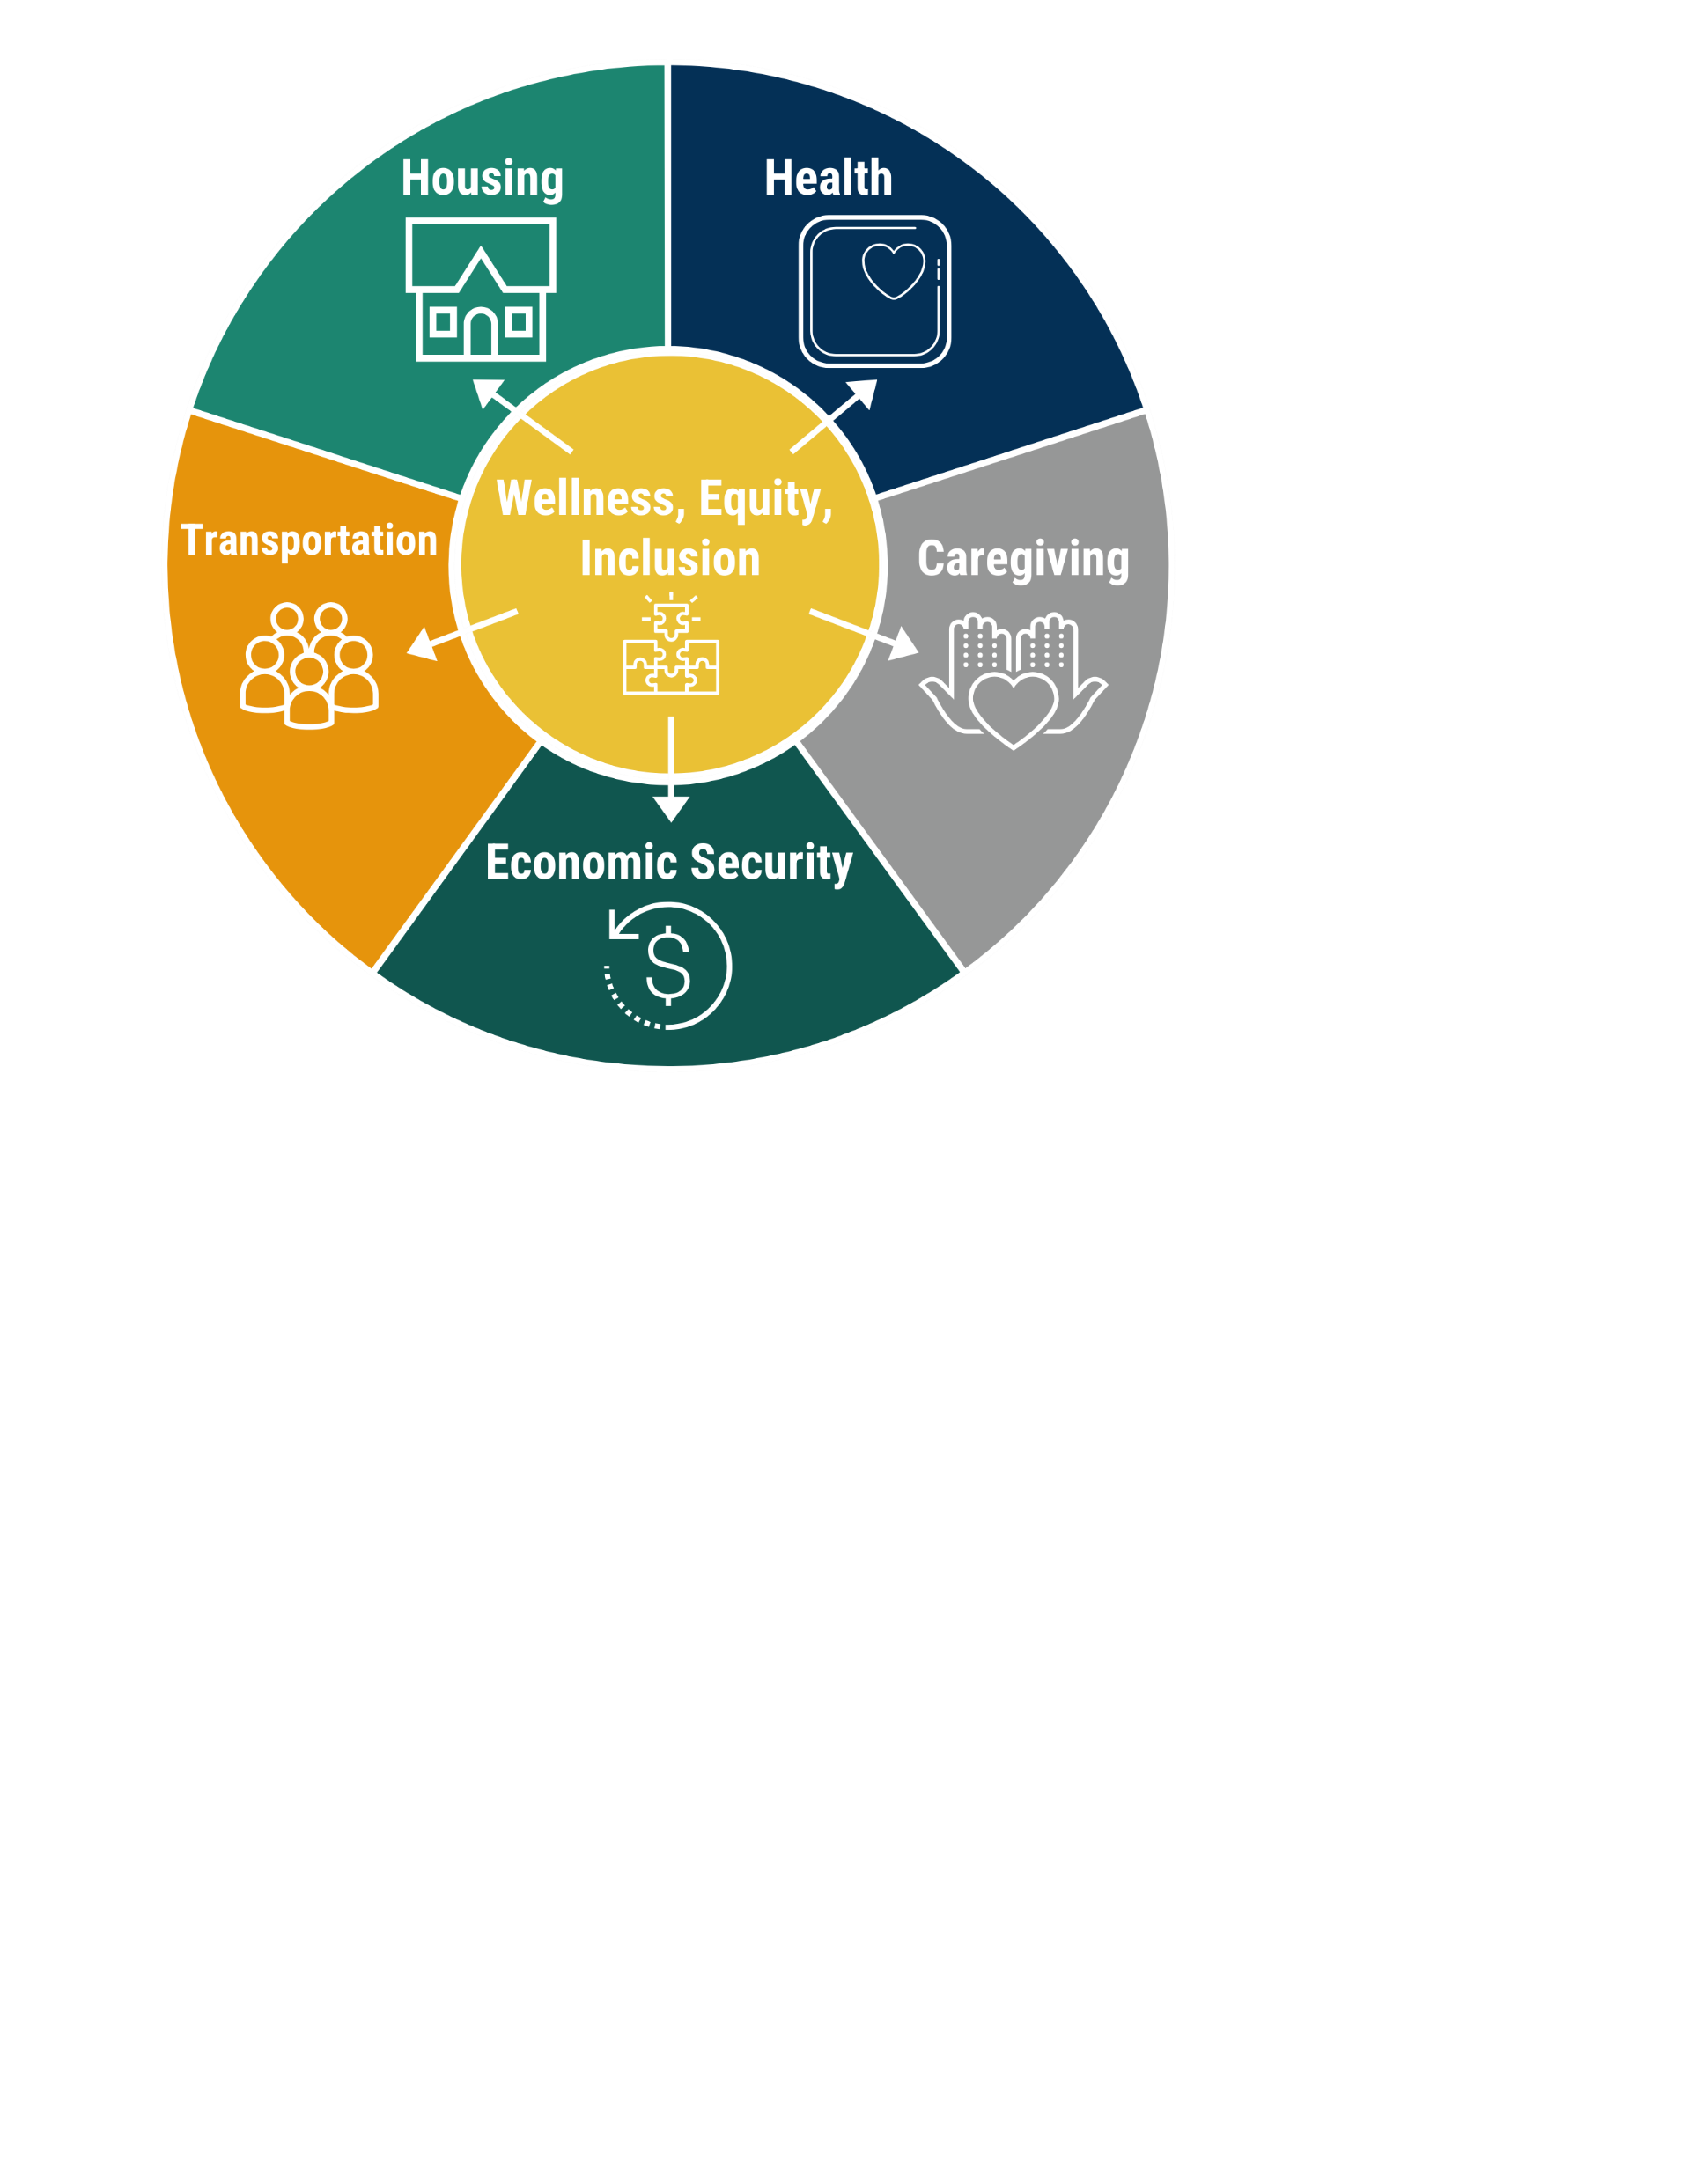 Housing
Health
Wellness, Equity,
Inclusion
Transportation
Caregiving
Economic Security
$